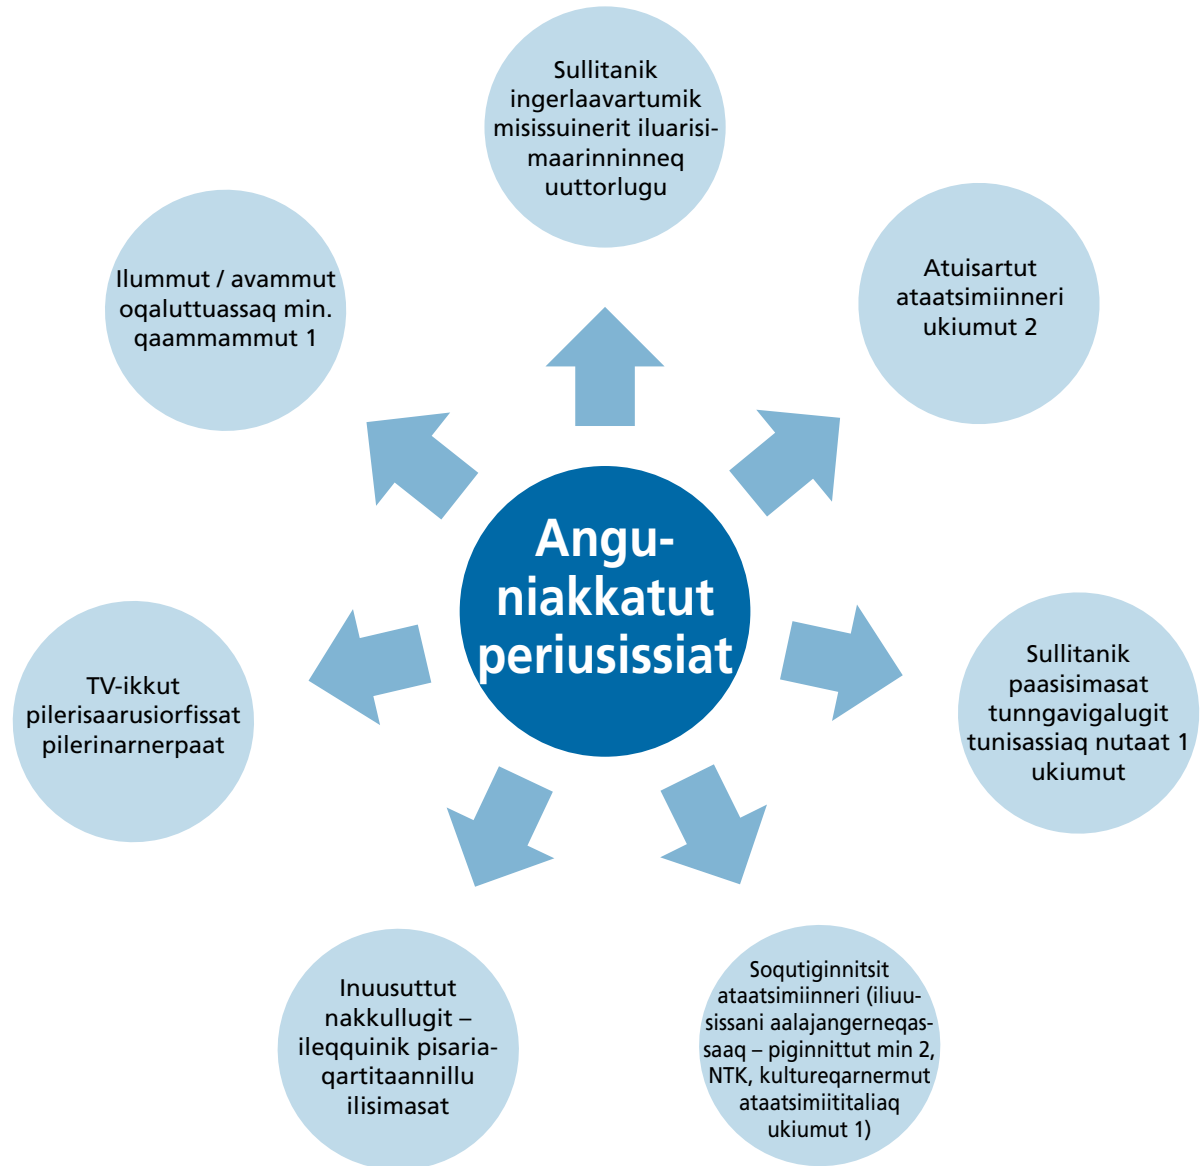 Sullitanik
ingerlaavartumik
misissuinerit iluarisi-
maarinninneq
uuttorlugu
Ilummut / avammut
oqaluttuassaq min.
qaammammut 1
Atuisartut
ataatsimiinneri
ukiumut 2
Angu-
niakkatut
periusissiat
TV-ikkut
pilerisaarusiorfissat
pilerinarnerpaat
Sullitanik
paasisimasat
tunngavigalugit
tunisassiaq nutaat 1
ukiumut
Inuusuttut
nakkullugit –
ileqquinik pisaria-
qartitaannillu
ilisimasat
Soqutiginnitsit
ataatsimiinneri (iliuu-
sissani aalajangerneqas-
saaq – piginnittut min 2,
NTK, kultureqarnermut
ataatsimiititaliaq
ukiumut 1)